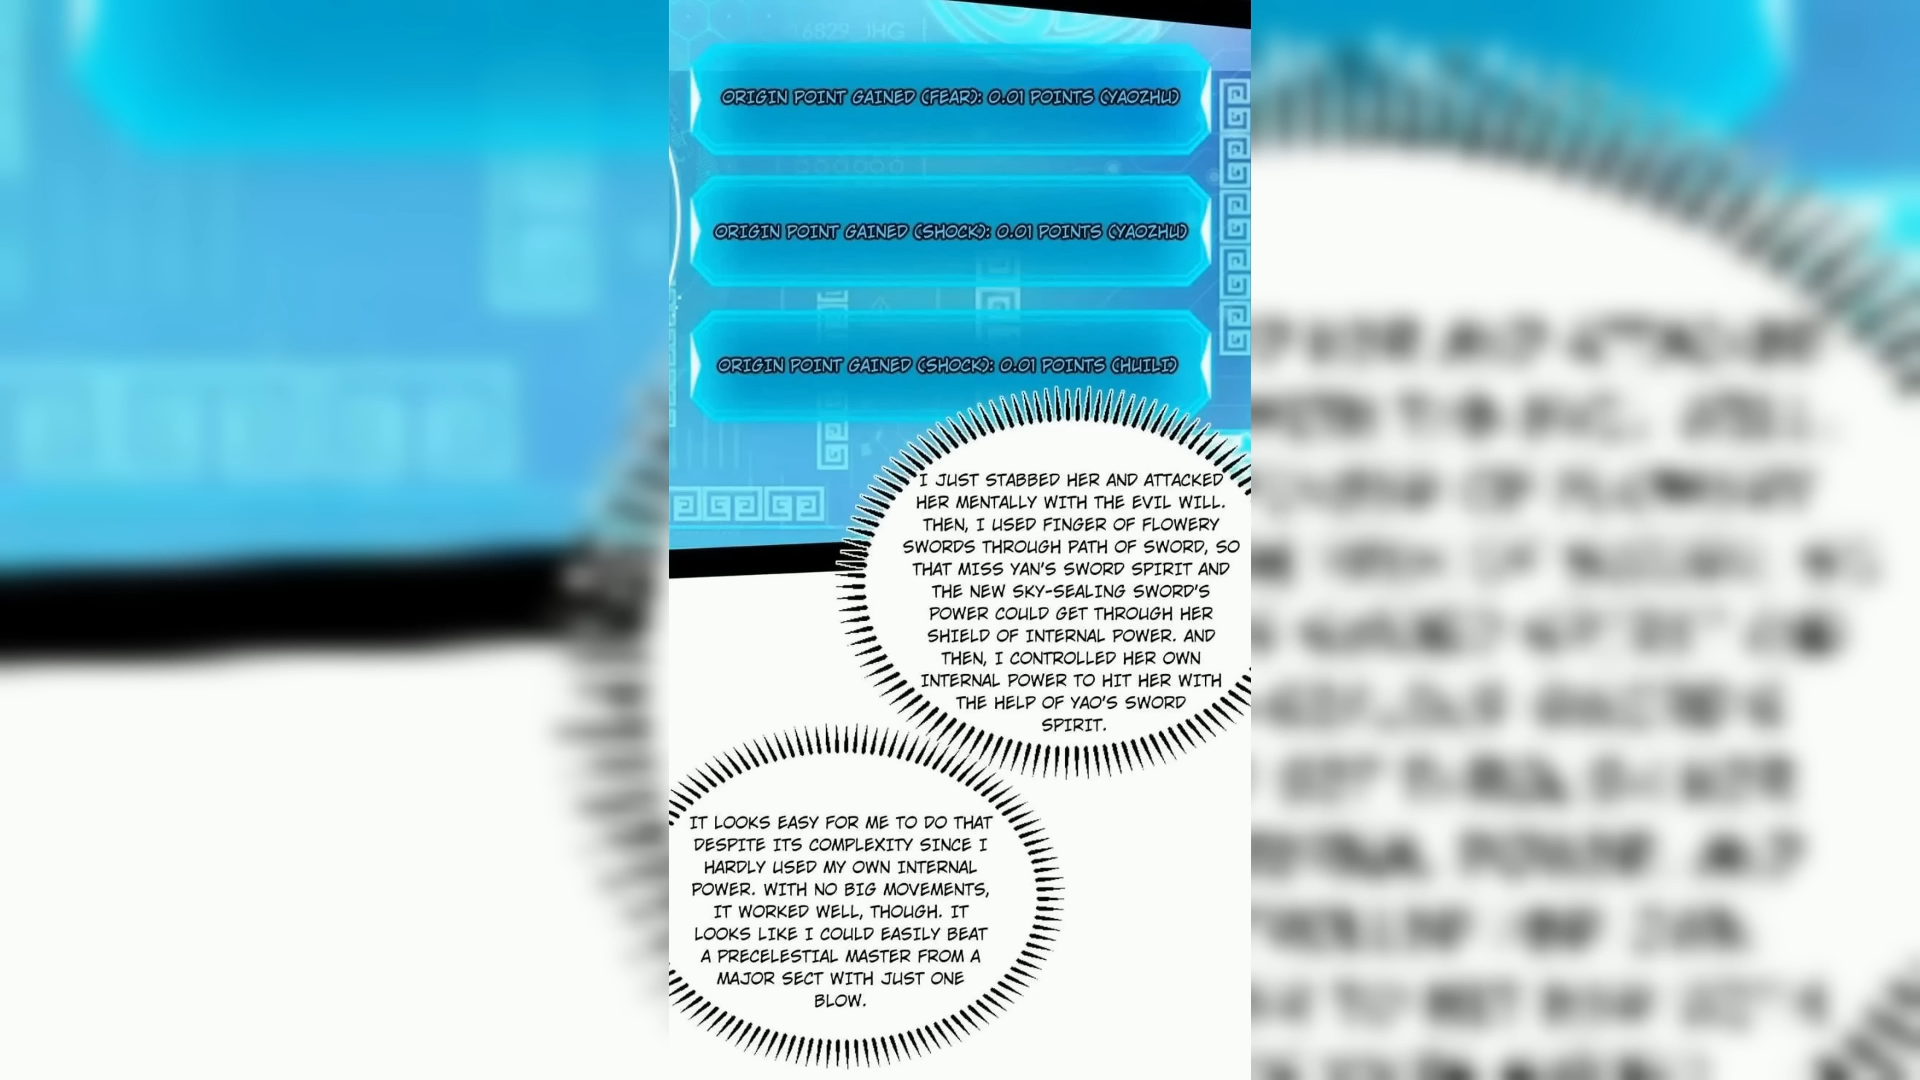 16829 JHG
ORIGIN POINT GAINED (FEAR): 0.01 POINTS (YAOZHU)
ORIGIN POINT GAINED (SHOCK): 0.01 POINTS (YAOZHU)
ORIGIN POINT GAINED (SHOCK): 0.01 POINTS (HUILI)
I JUST STABBED HER AND ATTACKED
HER MENTALLY WITH THE EVIL WILL.
THEN, I USED FINGER OF FLOWERY
SWORDS THROUGH PATH OF SWORD, SO
THAT MISS YAN'S SWORD SPIRIT AND
THE NEW SKY-SEALING SWORD'S
POWER COULD GET THROUGH HER
SHIELD OF INTERNAL POWER. AND
THEN, I CONTROLLED HER OWN
INTERNAL POWER TO HIT HER WITH
THE HELP OF YAO'S SWORD
SPIRIT.
IT LOOKS EASY FOR ME TO DO THAT
DESPITE ITS COMPLEXITY SINCE I
HARDLY USED MY OWN INTERNAL
POWER. WITH NO BIG MOVEMENTS,
IT WORKED WELL, THOUGH. IT
LOOKS LIKE I COULD EASILY BEAT
A PRECELESTIAL MASTER FROM A
MAJOR SECT WITH JUST ONE
BLOW.